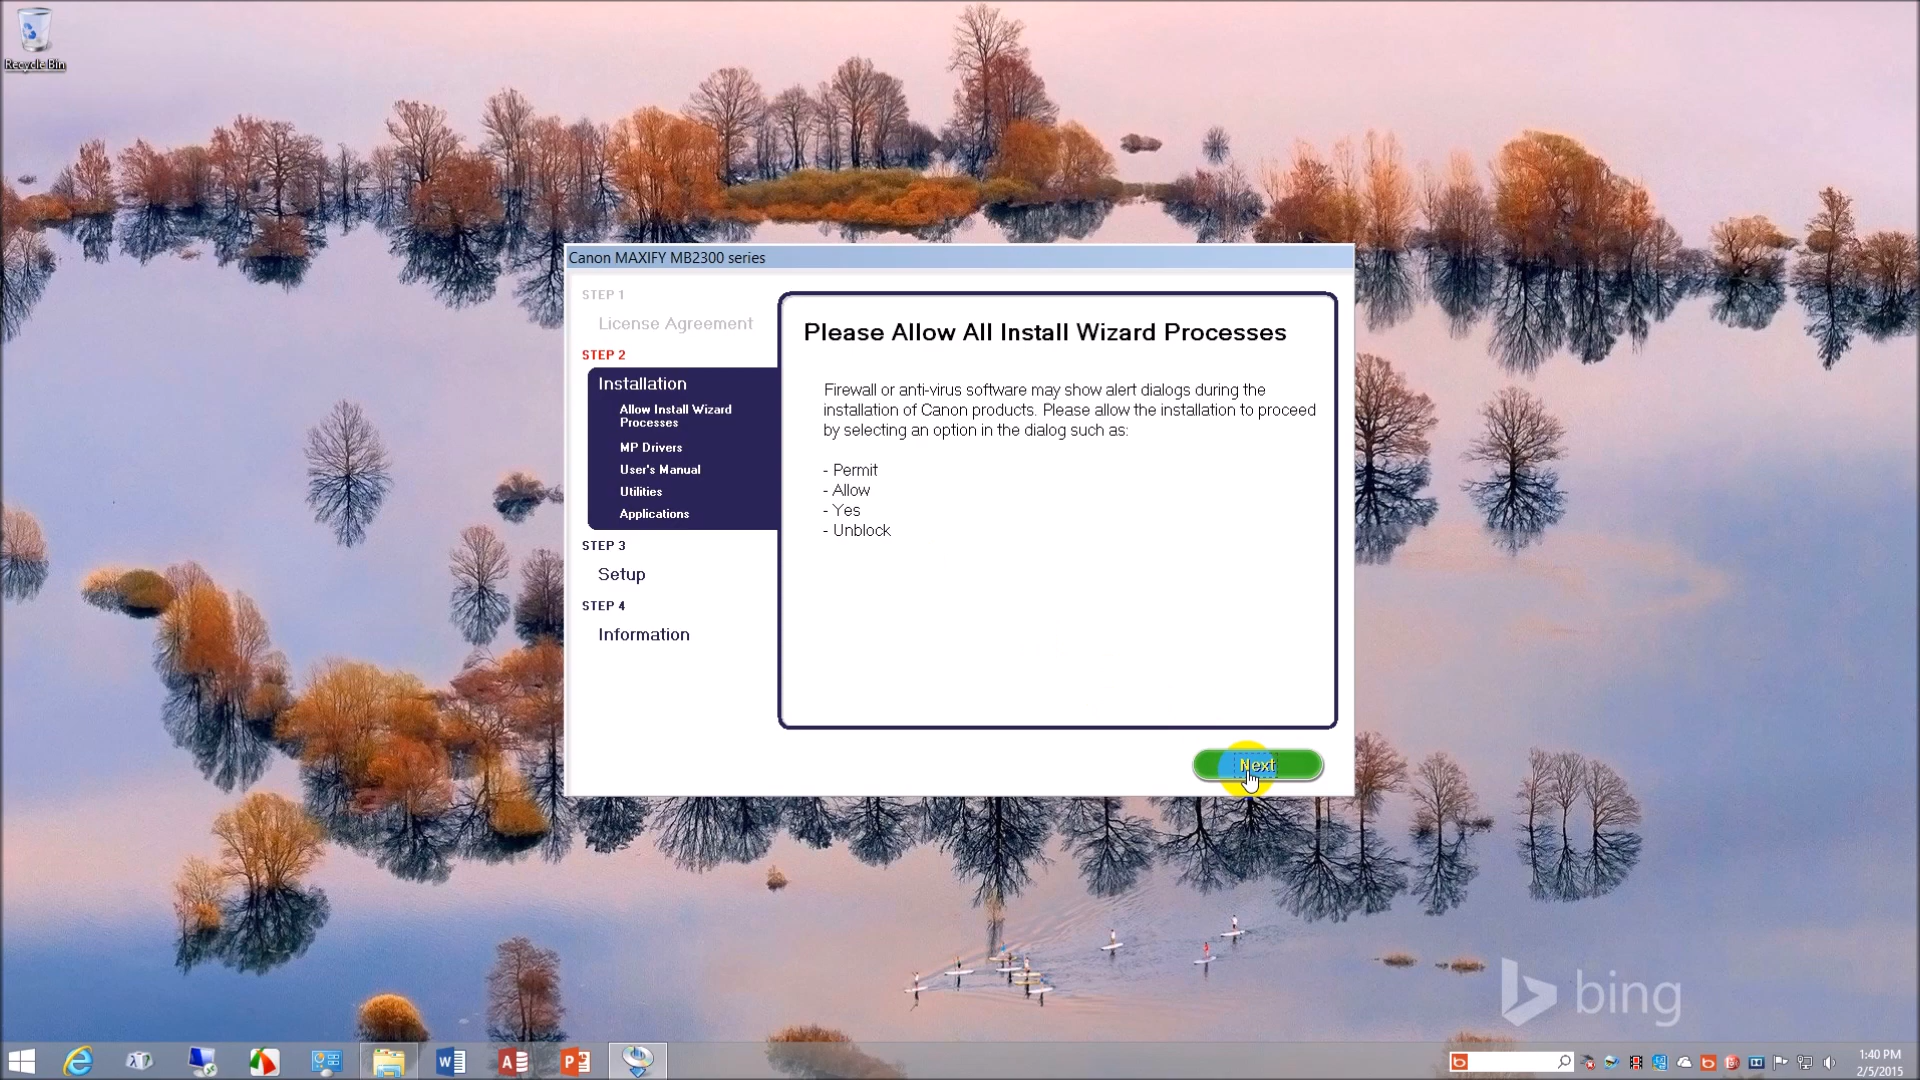 Recycle Bin
Canon MAXIFY MB2300 series
STEP 1
License Agreement
STEP 2
Installation
Allow Install Wizard
Processes
MP Drivers
User's Manual
Utilities
Applications
STEP 3
Setup
STEP 4
Information
Please Allow All Install Wizard Processes
Firewall or anti-virus software may show alert dialogs during the
installation of Canon products. Please allow the installation to proceed
by selecting an option in the dialog such as:
- Permit
- Allow
- Yes
- Unblock
Next
bing
1:40 PM
2/5/2015